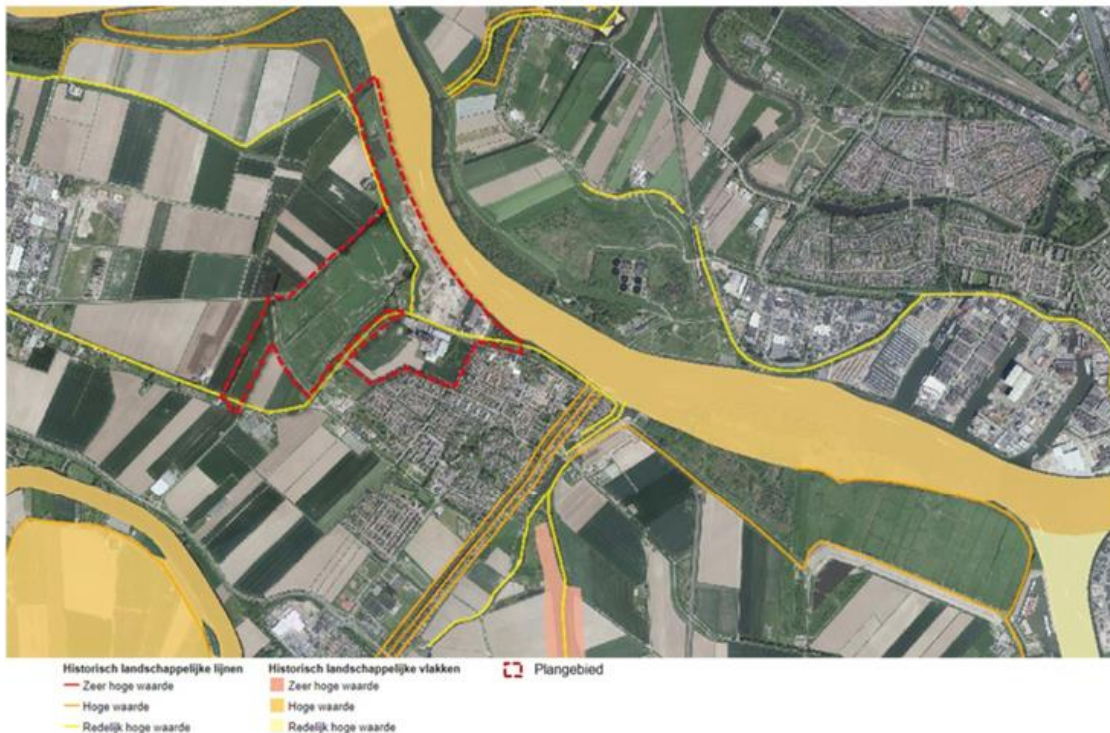 Historisch landschappelijke lijnen
Zeer hoge waarde
Hoge waarde
Redelijk hoge waarde
Historisch landschappelijke vlakken
Zeer hoge waarde
Hoge waarde
Redelijk hoge waarde
Plangebied